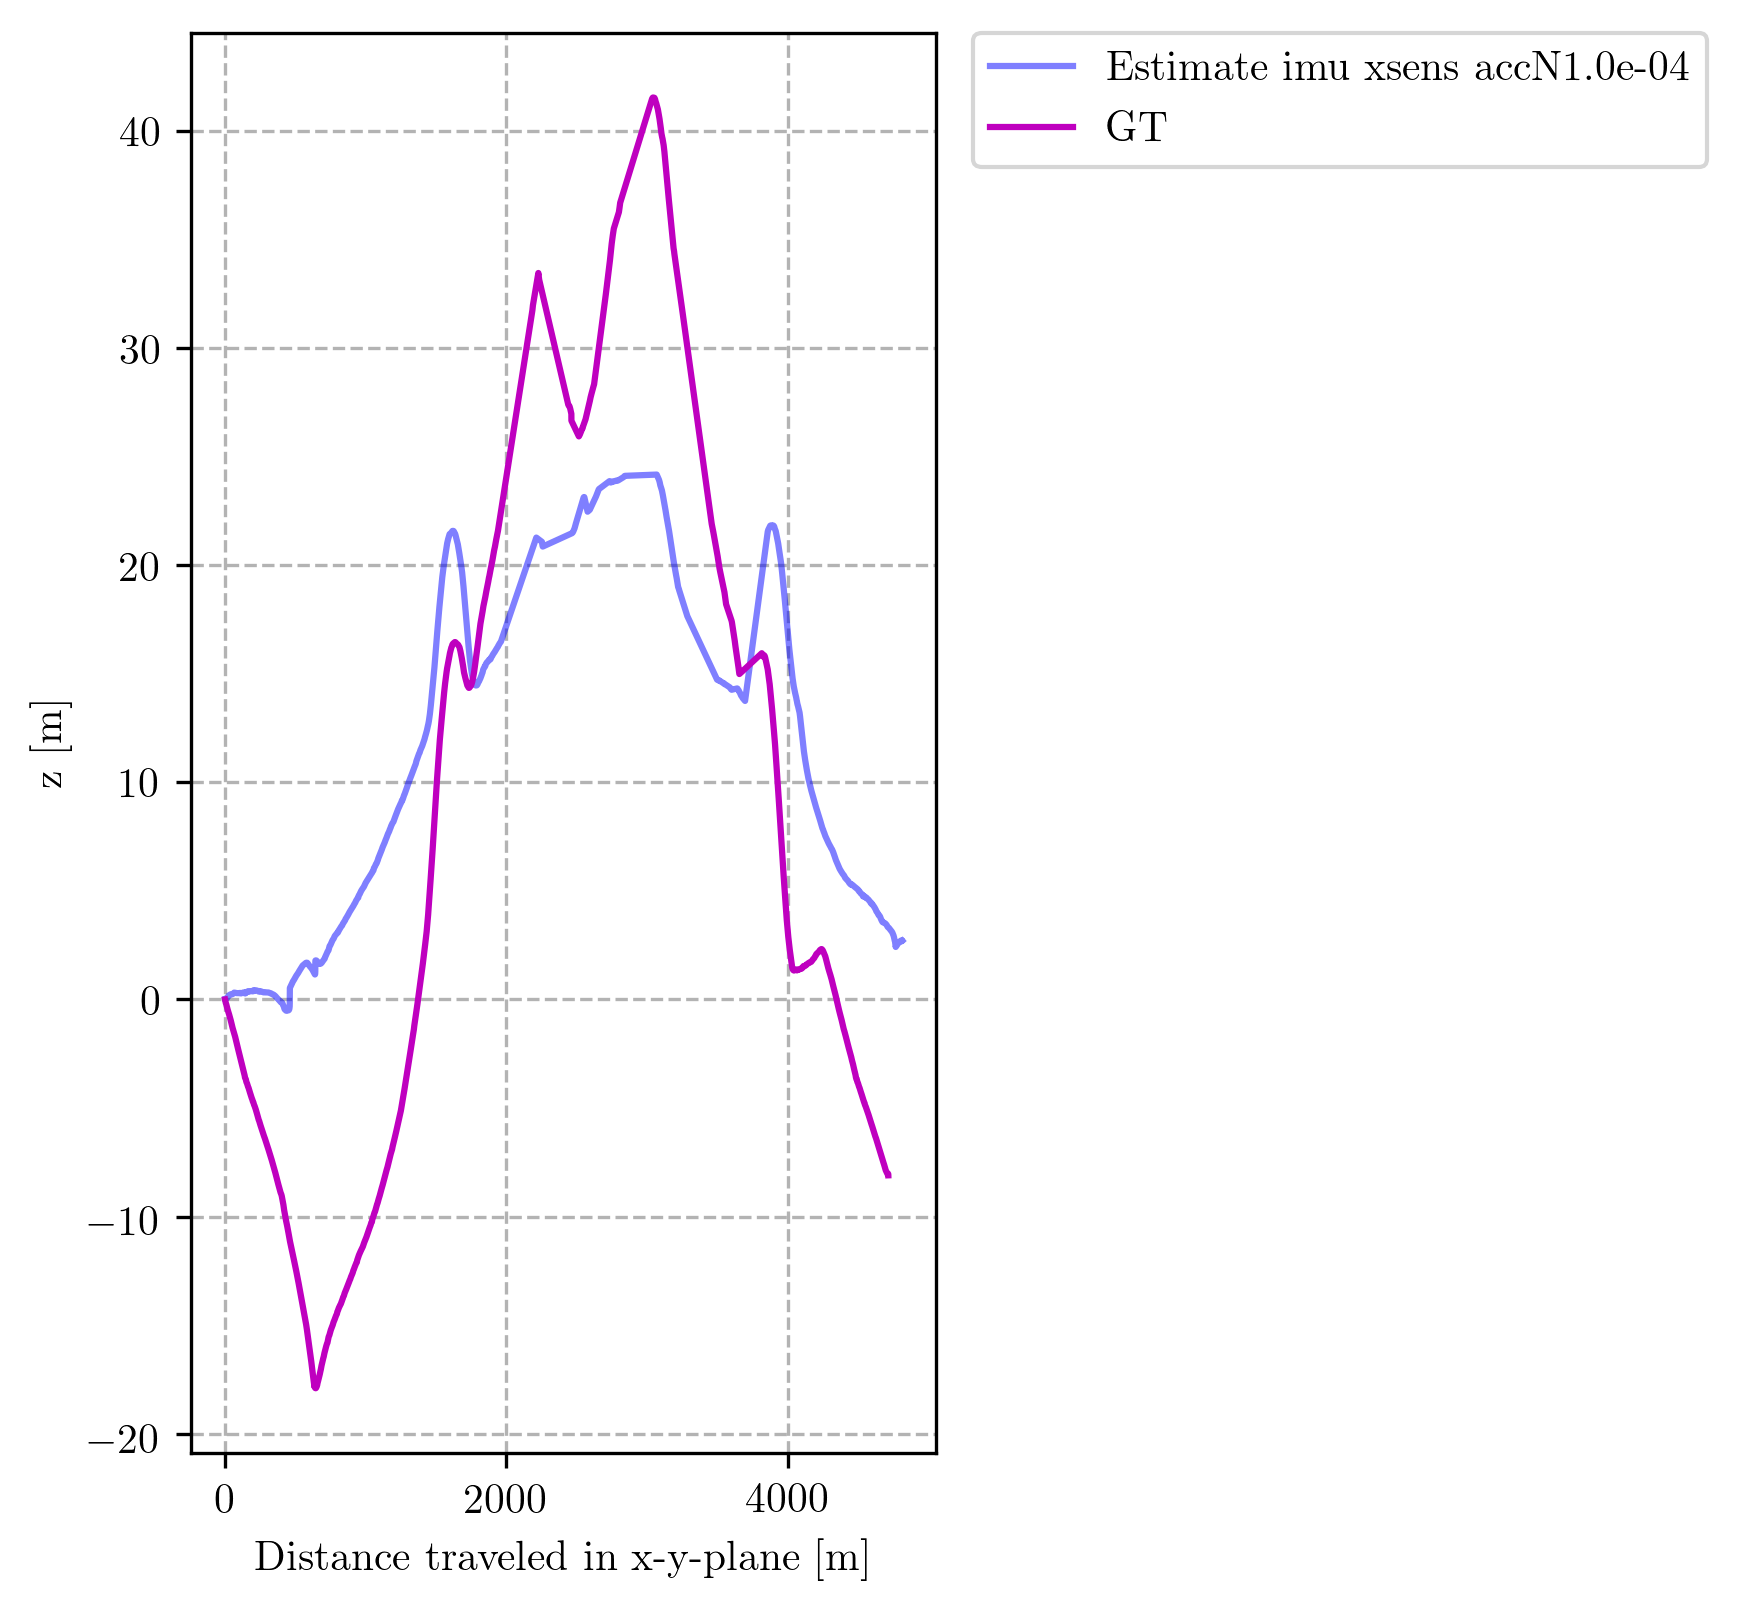 Estimate imu xsens accN1.0e-04
GT
40
30
20
10
0
−10
−20
z [m]
0 2000 4000
Distance traveled in x-y-plane [m]